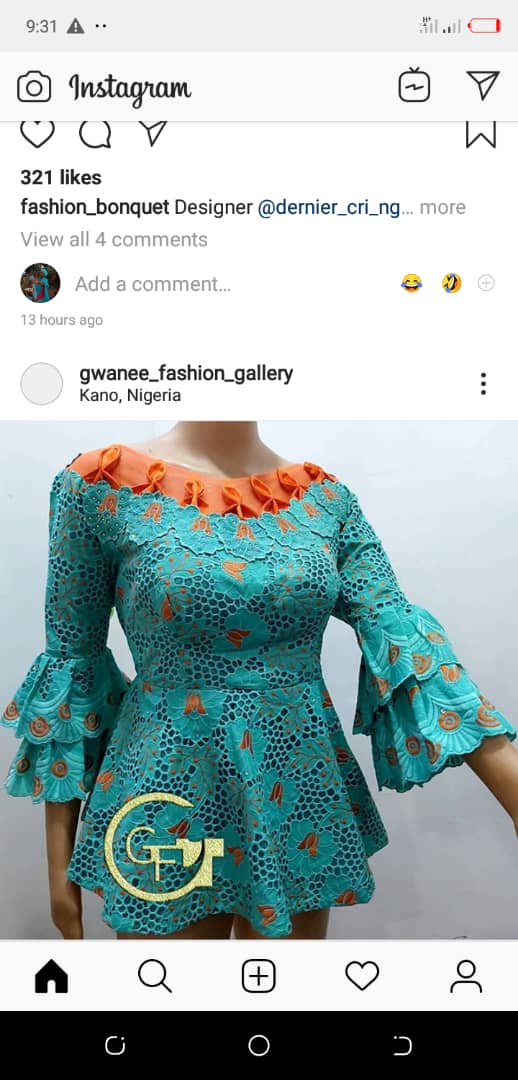 9:31
H+
Instagram
321 likes
fashion_bonquet Designer @dernier_cri_ng... more
View all 4 comments
Add a comment...
13 hours ago
gwanee_fashion_gallery
Kano, Nigeria
GFG